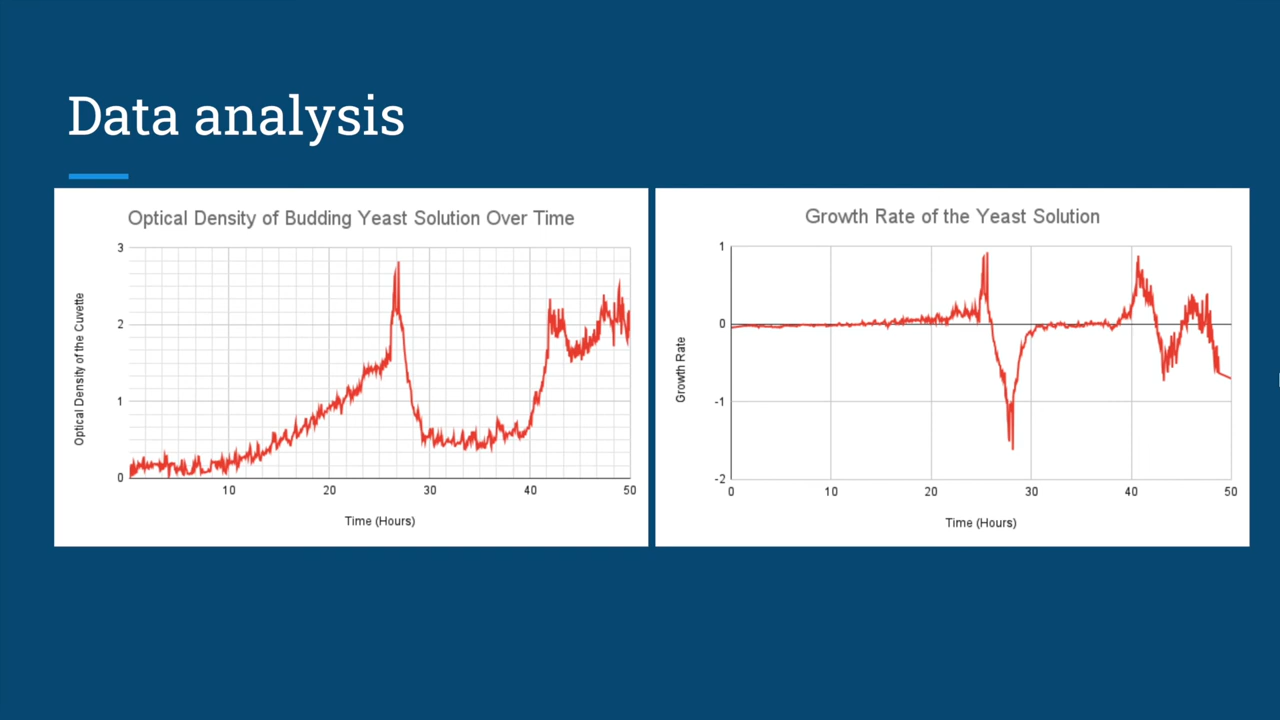 Data analysis
Optical Density of Budding Yeast Solution Over Time
Optical Density of the Cuvette
3
2
1
0
10
20
30
40
50
Time (Hours)
Growth Rate of the Yeast Solution
Growth Rate
1
0
-1
-2
0
10
20
30
40
50
Time (Hours)